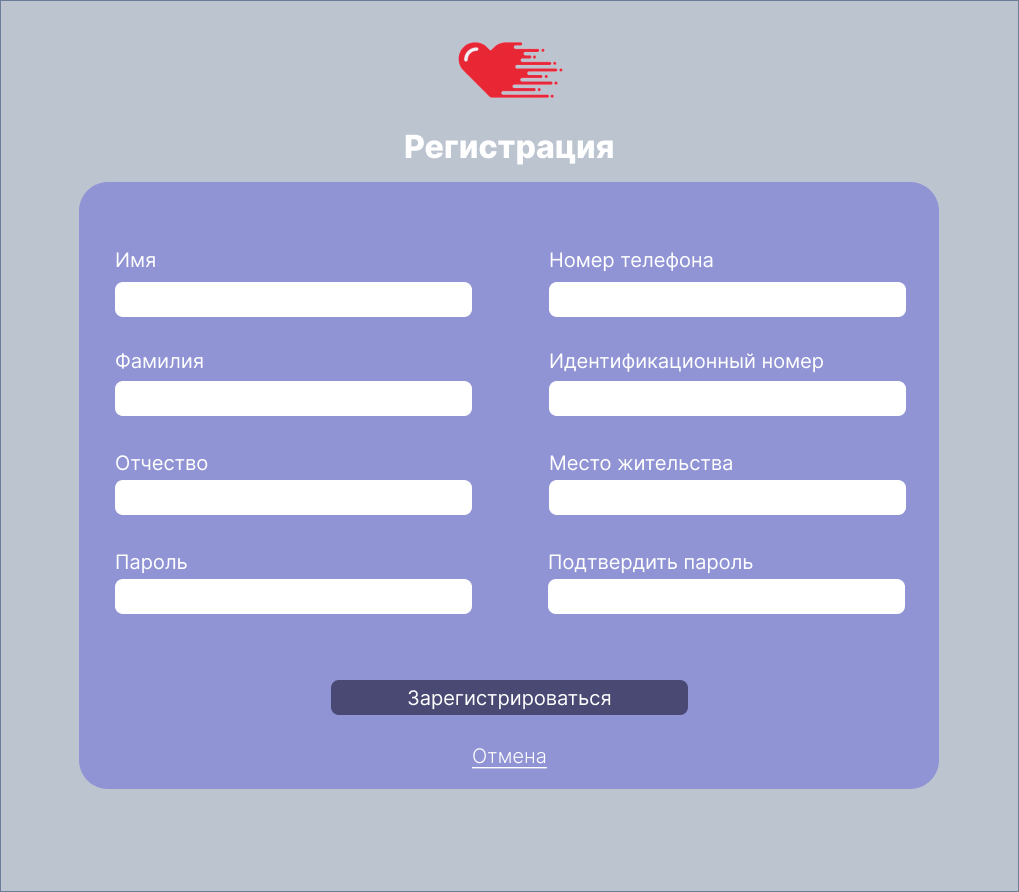 Регистрация
Имя
Номер телефона
Фамилия
Идентификационный номер
Отчество
Место жительства
Пароль
Подтвердить пароль
Зарегистрироваться
Отмена